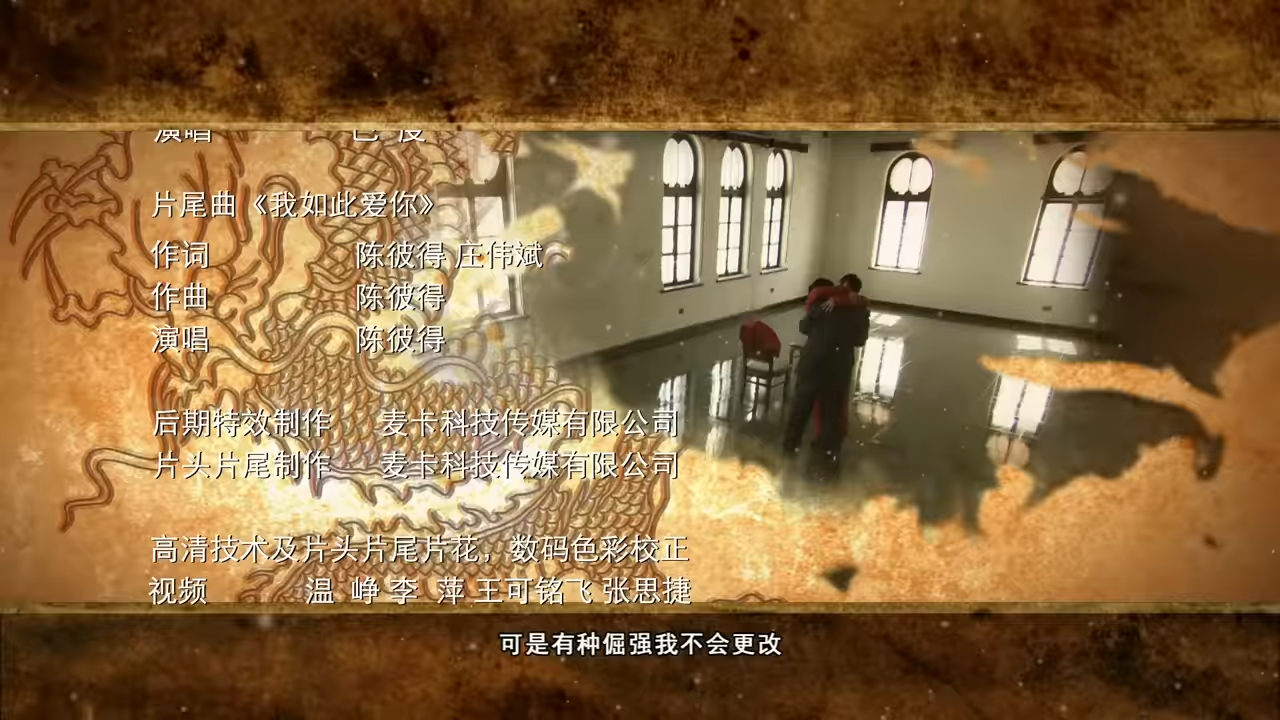 演唱
片尾曲《我如此爱你》
作词 陈彼得 庄伟斌
作曲 陈彼得
演唱 陈彼得
后期特效制作 麦卡科技传媒有限公司
片头片尾制作 麦卡科技传媒有限公司
高清技术及片头片尾片花，数码色彩校正
视频 温 峥 李 萍 王可铭飞 张思捷
可是有种倔强我不会更改